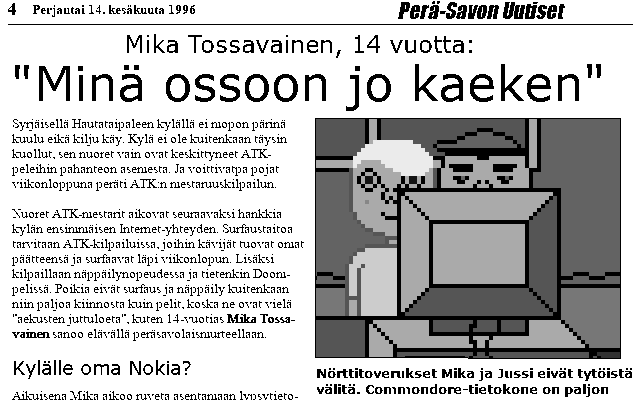 4 Perjantai 14. kesäkuuta 1996 Perä-Savon Uutiset
Mika Tossavainen, 14 vuotta:
"Minä ossoon jo kaeken"
Syrjäisellä Hautataipaleen kylällä ei mopon pärinä
kuulu eikä kilju käy. Kylä ei ole kuitenkaan täysin
kuollut, sen nuoret vain ovat keskittyneet ATK-
peleihin pahanteon asemesta. Ja voittivatpa pojat
viikonloppuna peräti ATK:n mestaruuskilpailun.
Nuoret ATK-mestarit aikovat seuraavaksi hankkia
kylän ensimmäisen Internet-yhteyden. Surfaustaitoa
tarvitaan ATK-kilpailuissa, joihin kävijät tuovat omat
päätteensä ja surfaavat läpi viikonlopun. Lisäksi
kilpaillaan näppäilynopeudessa ja tietenkin Doom-
pelissä. Poikia eivät surfaus ja näppäily kuitenkaan
niin paljoa kiinnosta kuin pelit, koska ne ovat vielä
"aekusten juttuloeta", kuten 14-vuotias Mika Tossa-
vainen sanoo elävällä peräsavolaismurteellaan.
Kylälle oma Nokia?
Aikuisena Mika aikoo ruveta asentamaan lypsytieto-
Nörttitoverukset Mika ja Jussi eivät tytöistä
välitä. Commondore-tietokone on paljon